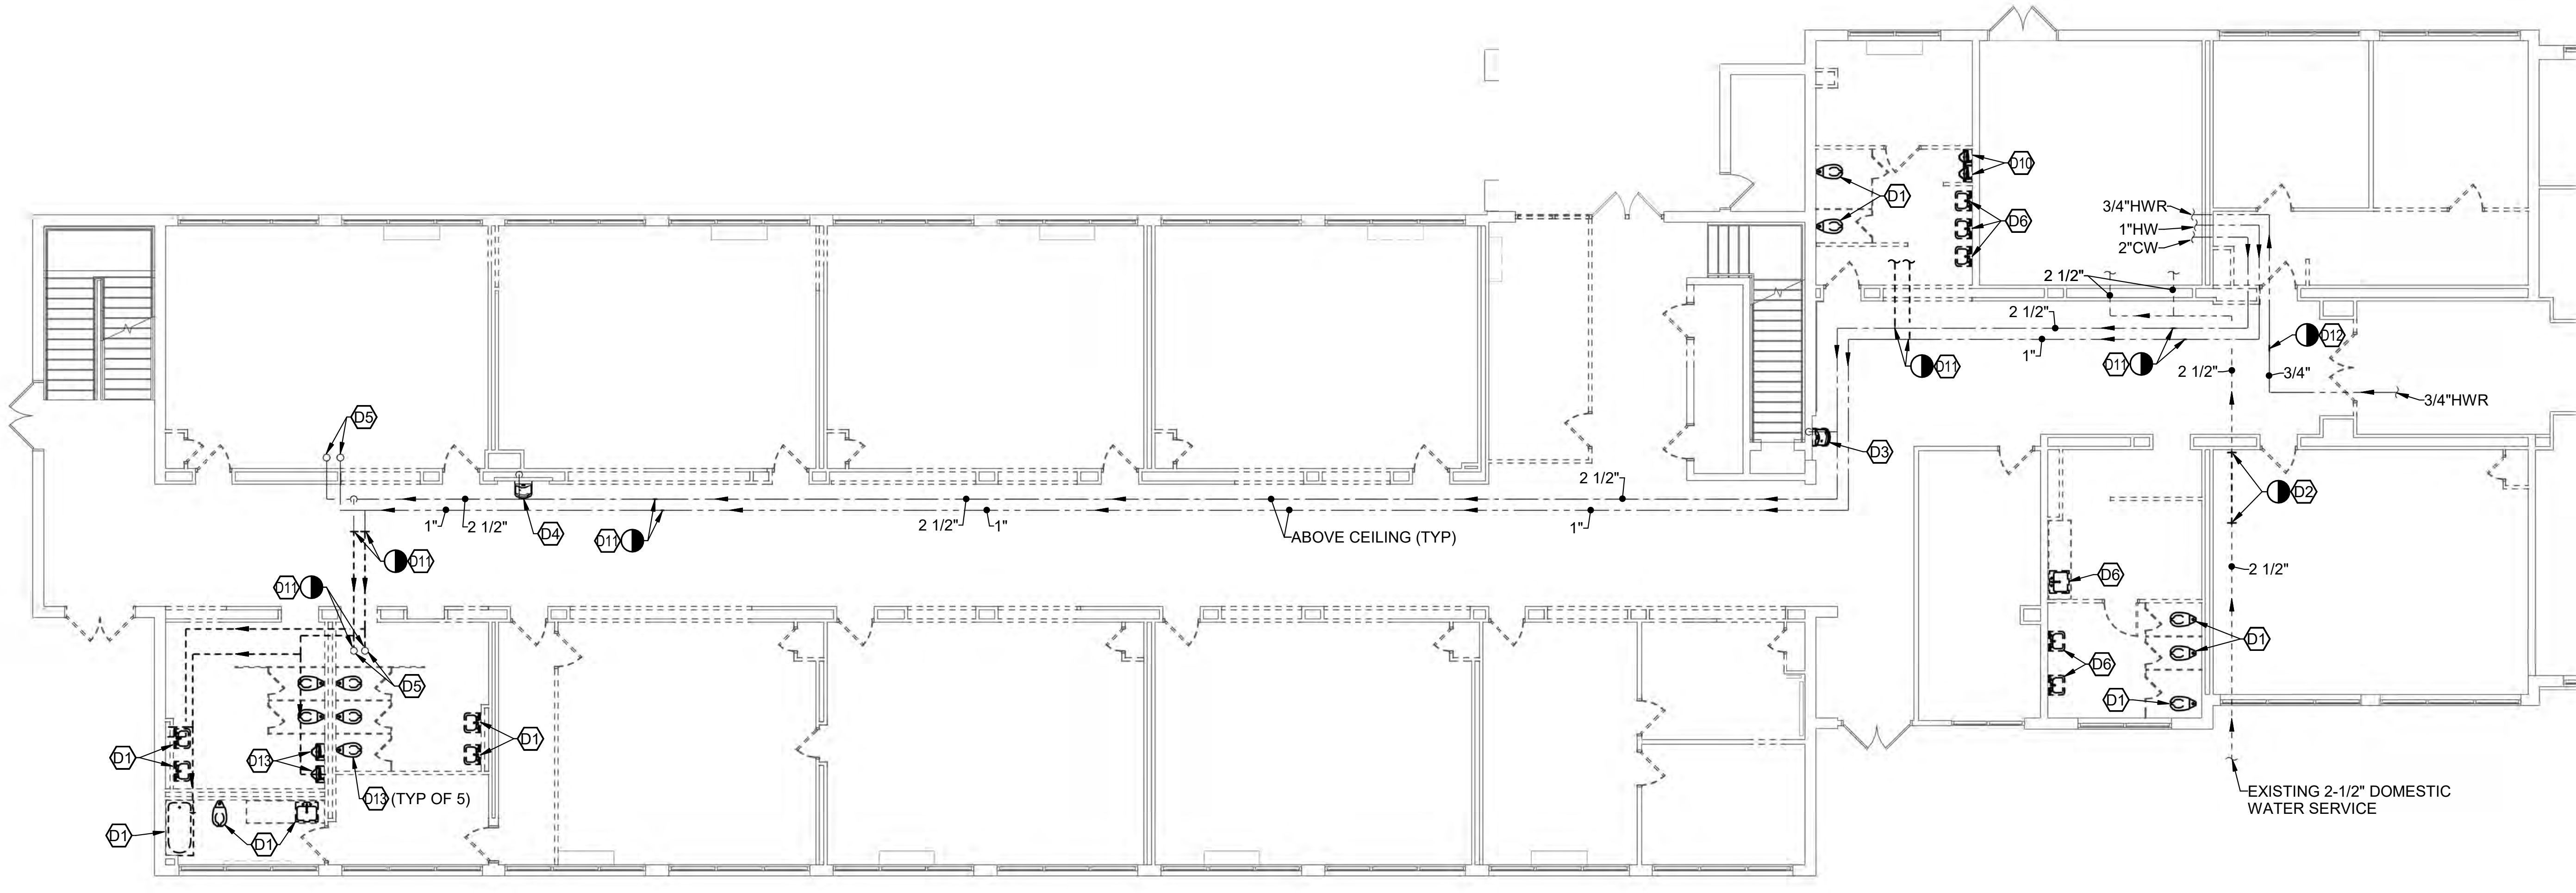 D10
D1
D6
3/4"HWR
1"HW
2"CW
2 1/2"
2 1/2"
1"
D11
D11
D12
2 1/2"
3/4"
3/4"HWR
D5
D3
2 1/2"
1"
2 1/2"
D4
D11
2 1/2"
1"
1"
ABOVE CEILING (TYP)
D2
D11
D11
D6
2 1/2"
D1
D6
D5
D1
D1
D1
D13
D13 (TYP OF 5)
D1
D1
EXISTING 2-1/2" DOMESTIC
WATER SERVICE